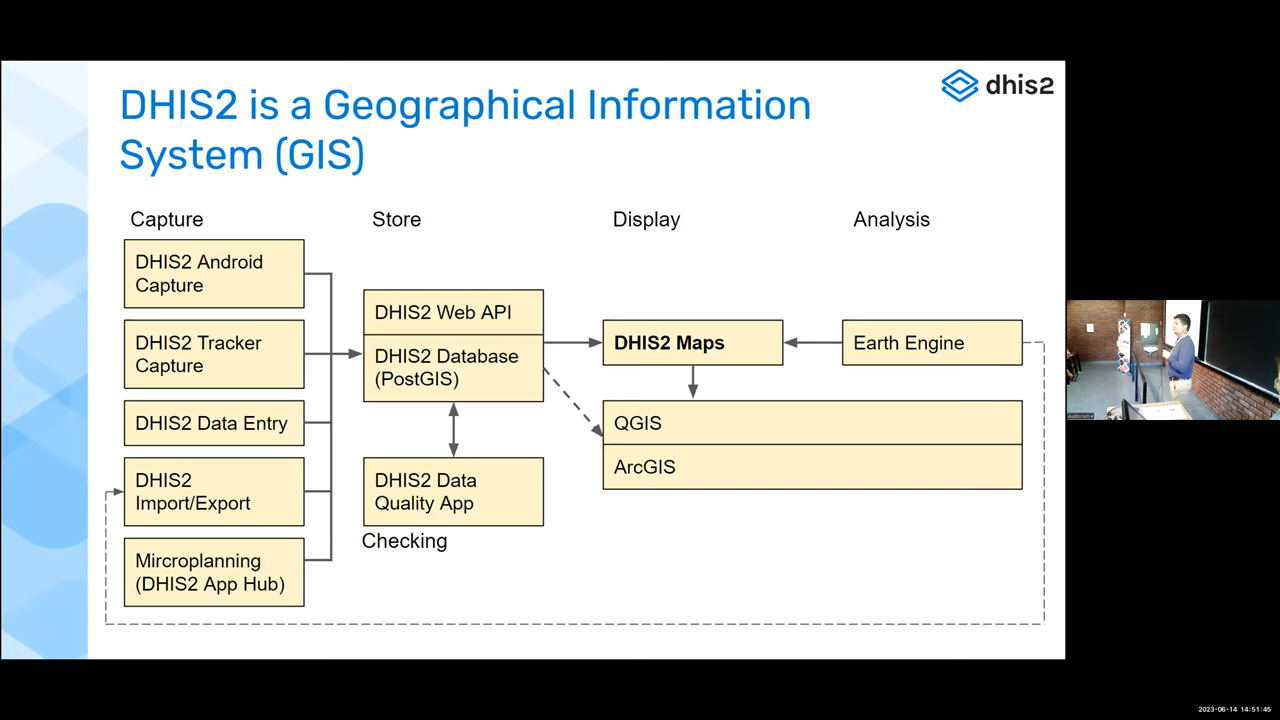 DHIS2 is a Geographical Information
System (GIS)
dhis2
Capture
Store
Display
Analysis
DHIS2 Android
Capture
DHIS2 Tracker
Capture
DHIS2 Data Entry
DHIS2
Import/Export
Mircroplanning
(DHIS2 App Hub)
DHIS2 Web API
DHIS2 Database
(PostGIS)
DHIS2 Data
Quality App
Checking
DHIS2 Maps
QGIS
ArcGIS
Earth Engine
2023-06-14 14:51:45